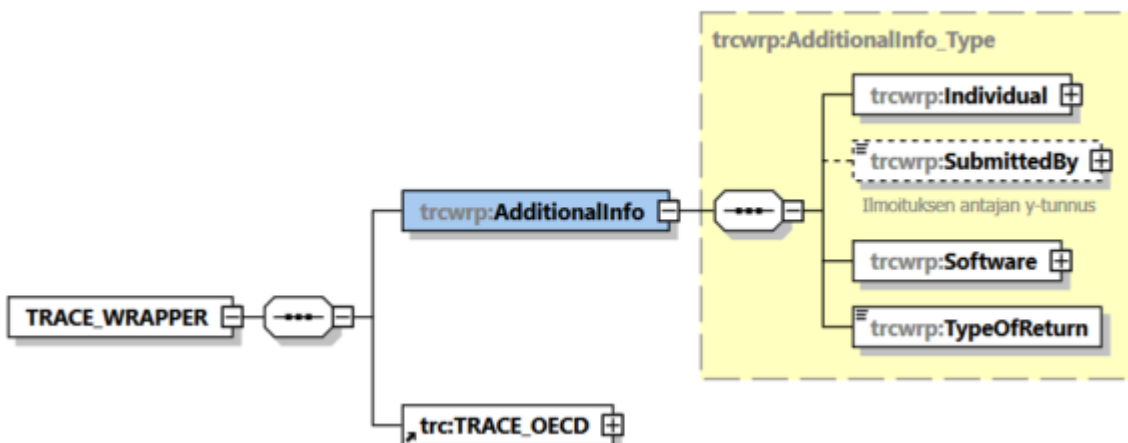 trcwrp:AdditionalInfo_Type
trcwrp:Individual
trcwrp:SubmittedBy
Ilmoituksen antajan y-tunnus
trcwrp:AdditionalInfo
trcwrp:Software
TRACE_WRAPPER
trcwrp:TypeOfReturn
trc:TRACE_OECD